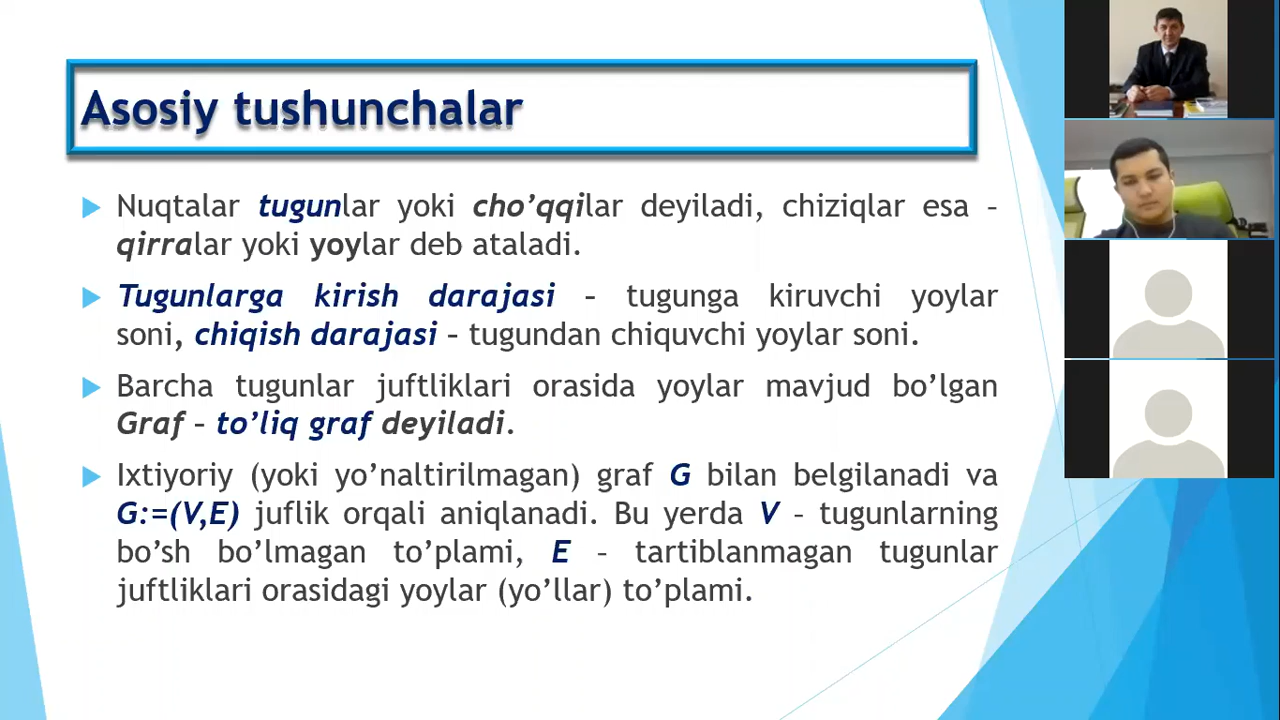 Asosiy tushunchalar
Nuqtalar tugunlar yoki cho’qqilar deyiladi, chiziqlar esa –
qirralar yoki yoylar deb ataladi.
Tugunlarga kirish darajasi – tugunga kiruvchi yoylar
soni, chiqish darajasi – tugundan chiquvchi yoylar soni.
Barcha tugunlar juftliklari orasida yoylar mavjud bo’lgan
Graf – to’liq graf deyiladi.
Ixtiyoriy (yoki yo’naltirilmagan) graf G bilan belgilanadi va
G:=(V,E) juflik orqali aniqlanadi. Bu yerda V – tugunlarning
bo’sh bo’lmagan to’plami, E – tartiblanmagan tugunlar
juftliklari orasidagi yoylar (yo’llar) to’plami.